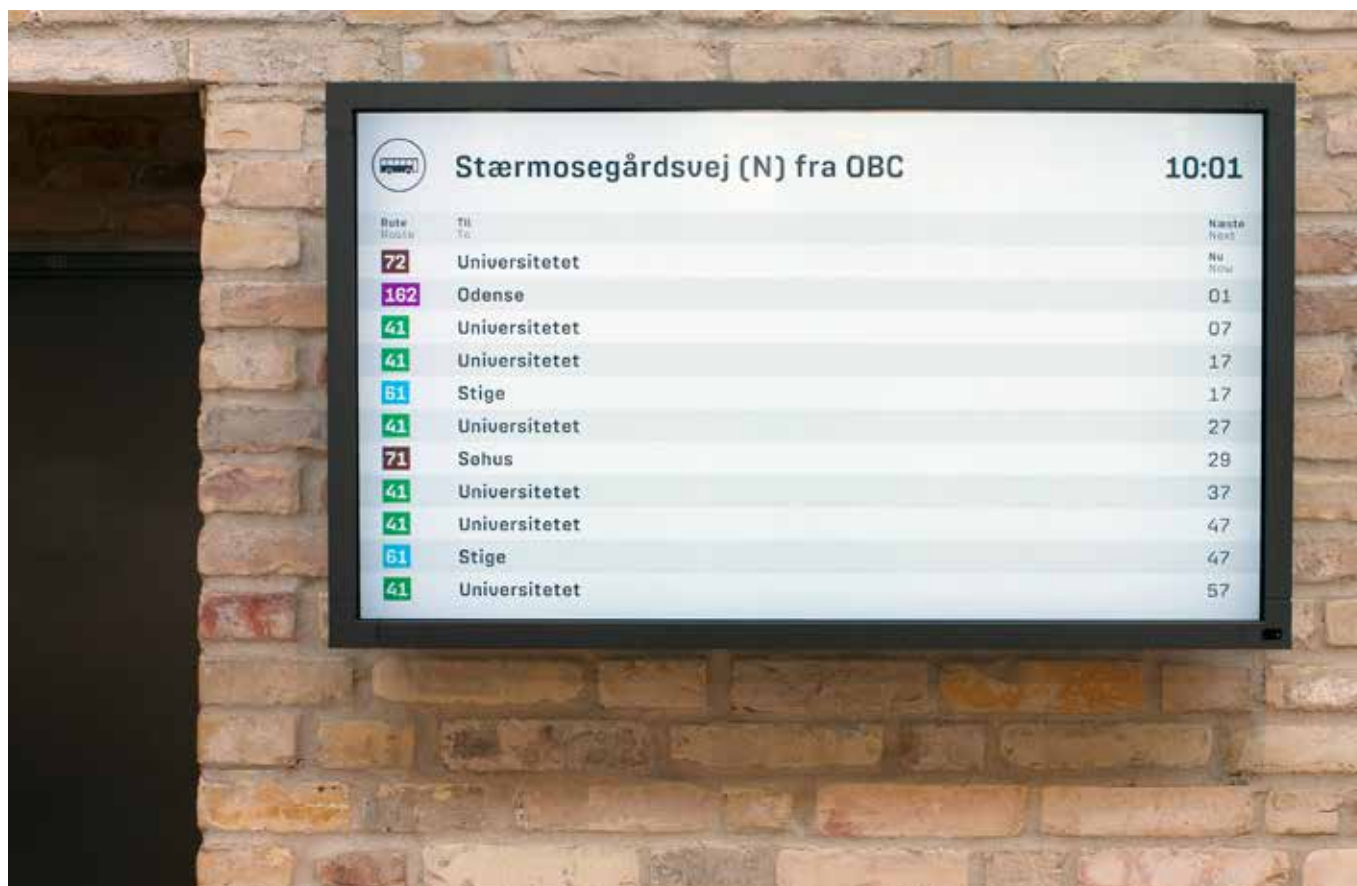 Stærmosegårdsvej (N) fra OBC 10:01
Rute Til Næste
Route To Next
72 Universitetet Nu
Now
162 Odense 01
41 Universitetet 07
41 Universitetet 17
61 Stige 17
41 Universitetet 27
71 Søhus 29
41 Universitetet 37
41 Universitetet 47
61 Stige 47
41 Universitetet 57